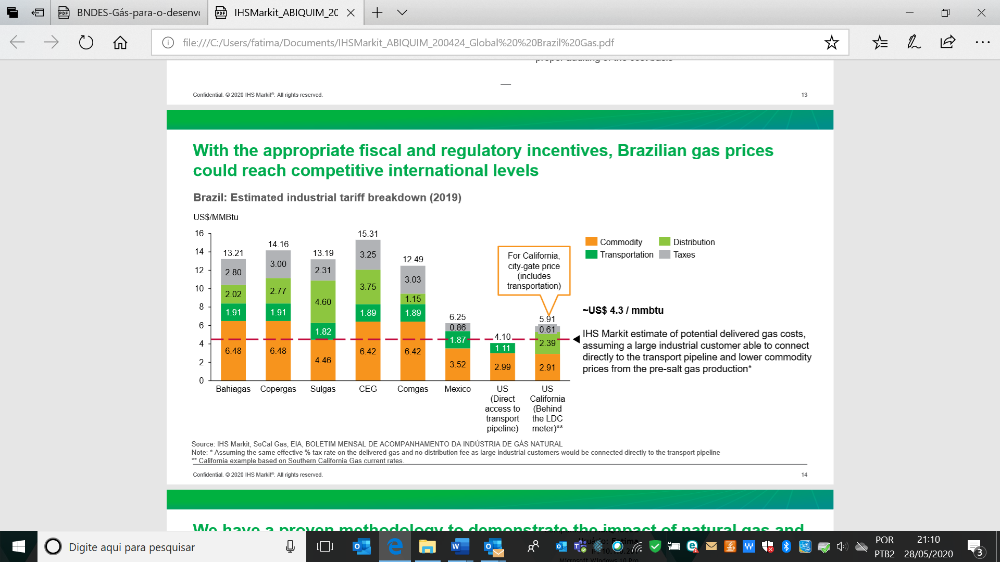 BNDES-Gás-para-o-desenv
IHSMarkit_ABIQUIM_20
file:///C:/Users/fatima/Documents/IHSMarkit_ABIQUIM_200424_Global%20%20Brazil%20Gas.pdf
proper auditing of the cost basis
Confidential. © 2020 IHS Markit®. All rights reserved.
13
With the appropriate fiscal and regulatory incentives, Brazilian gas prices
could reach competitive international levels
Brazil: Estimated industrial tariff breakdown (2019)
US$/MMBtu
16
14
12
10
8
6
4
2
0
13.21
2.80
2.02
1.91
6.48
14.16
3.00
2.77
1.91
6.48
13.19
2.31
4.60
1.82
4.46
15.31
3.25
3.75
1.89
6.42
12.49
3.03
1.15
1.89
6.42
6.25
0.86
1.87
3.52
4.10
1.11
2.99
5.91
0.61
2.39
2.91
Bahiagas
Copergas
Sulgas
CEG
Comgas
Mexico
US
(Direct
access to
transport
pipeline)
US
California
(Behind
the LDC
meter)**
For California,
city-gate price
(includes
transportation)
Commodity
Distribution
Transportation
Taxes
~US$ 4.3 / mmbtu
IHS Markit estimate of potential delivered gas costs,
assuming a large industrial customer able to connect
directly to the transport pipeline and lower commodity
prices from the pre-salt gas production*
Source: IHS Markit, SoCal Gas, EIA, BOLETIM MENSAL DE ACOMPANHAMENTO DA INDÚSTRIA DE GÁS NATURAL
Note: * Assuming the same effective % tax rate on the delivered gas and no distribution fee as large industrial customers would be connected directly to the transport pipeline
** California example based on Southern California Gas current rates.
Confidential. © 2020 IHS Markit®. All rights reserved.
14
We have a proven methodology to demonstrate the impact of natural gas and
Digite aqui para pesquisar
POR
PTB2
21:10
28/05/2020
3